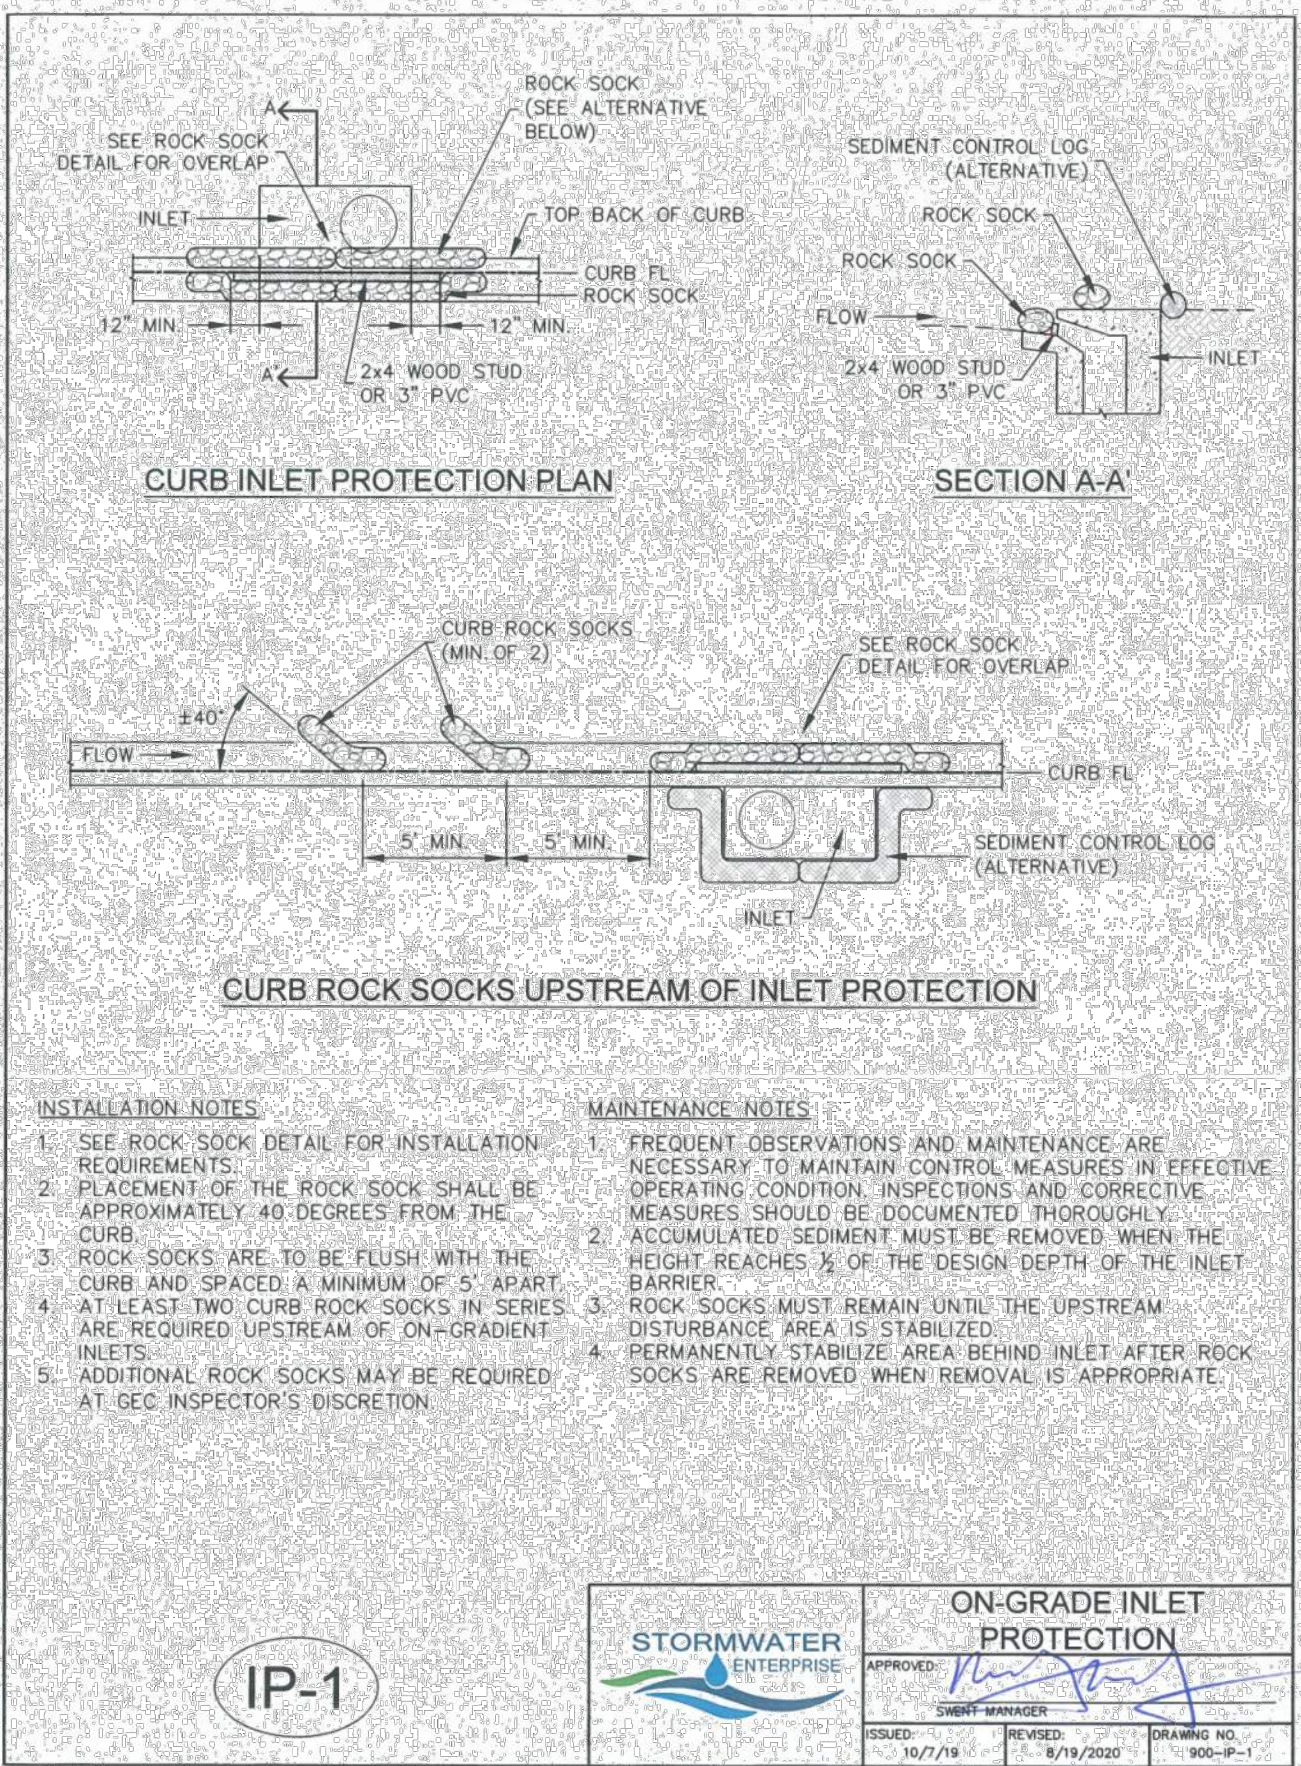 ROCK SOCK
(SEE ALTERNATIVE
BELOW)
A
SEE ROCK SOCK
DETAIL FOR OVERLAP
INLET
TOP BACK OF CURB
CURB FL
ROCK SOCK
12" MIN.
12" MIN.
A'
2x4 WOOD STUD
OR 3" PVC
CURB INLET PROTECTION PLAN
SEDIMENT CONTROL LOG
(ALTERNATIVE)
ROCK SOCK
ROCK SOCK
FLOW
INLET
2x4 WOOD STUD
OR 3" PVC
SECTION A-A'
CURB ROCK SOCKS
(MIN. OF 2)
SEE ROCK SOCK
DETAIL FOR OVERLAP
±40°
FLOW
CURB FL
5' MIN.
5' MIN.
SEDIMENT CONTROL LOG
(ALTERNATIVE)
INLET
CURB ROCK SOCKS UPSTREAM OF INLET PROTECTION
INSTALLATION NOTES
1. SEE ROCK SOCK DETAIL FOR INSTALLATION
REQUIREMENTS.
2. PLACEMENT OF THE ROCK SOCK SHALL BE
APPROXIMATELY 40 DEGREES FROM THE
CURB.
3. ROCK SOCKS ARE TO BE FLUSH WITH THE
CURB AND SPACED A MINIMUM OF 5' APART.
4. AT LEAST TWO CURB ROCK SOCKS IN SERIES
ARE REQUIRED UPSTREAM OF ON-GRADIENT
INLETS.
5. ADDITIONAL ROCK SOCKS MAY BE REQUIRED
AT GEC INSPECTOR'S DISCRETION
MAINTENANCE NOTES
1. FREQUENT OBSERVATIONS AND MAINTENANCE ARE
NECESSARY TO MAINTAIN CONTROL MEASURES IN EFFECTIVE
OPERATING CONDITION. INSPECTIONS AND CORRECTIVE
MEASURES SHOULD BE DOCUMENTED THOROUGHLY.
2. ACCUMULATED SEDIMENT MUST BE REMOVED WHEN THE
HEIGHT REACHES ½ OF THE DESIGN DEPTH OF THE INLET
BARRIER.
3. ROCK SOCKS MUST REMAIN UNTIL THE UPSTREAM
DISTURBANCE AREA IS STABILIZED.
4. PERMANENTLY STABILIZE AREA BEHIND INLET AFTER ROCK
SOCKS ARE REMOVED WHEN REMOVAL IS APPROPRIATE.
IP-1
STORMWATER
ENTERPRISE
ON-GRADE INLET
PROTECTION
APPROVED:
SWENT MANAGER
ISSUED:
10/7/19
REVISED:
8/19/2020
DRAWING NO.
900-IP-1